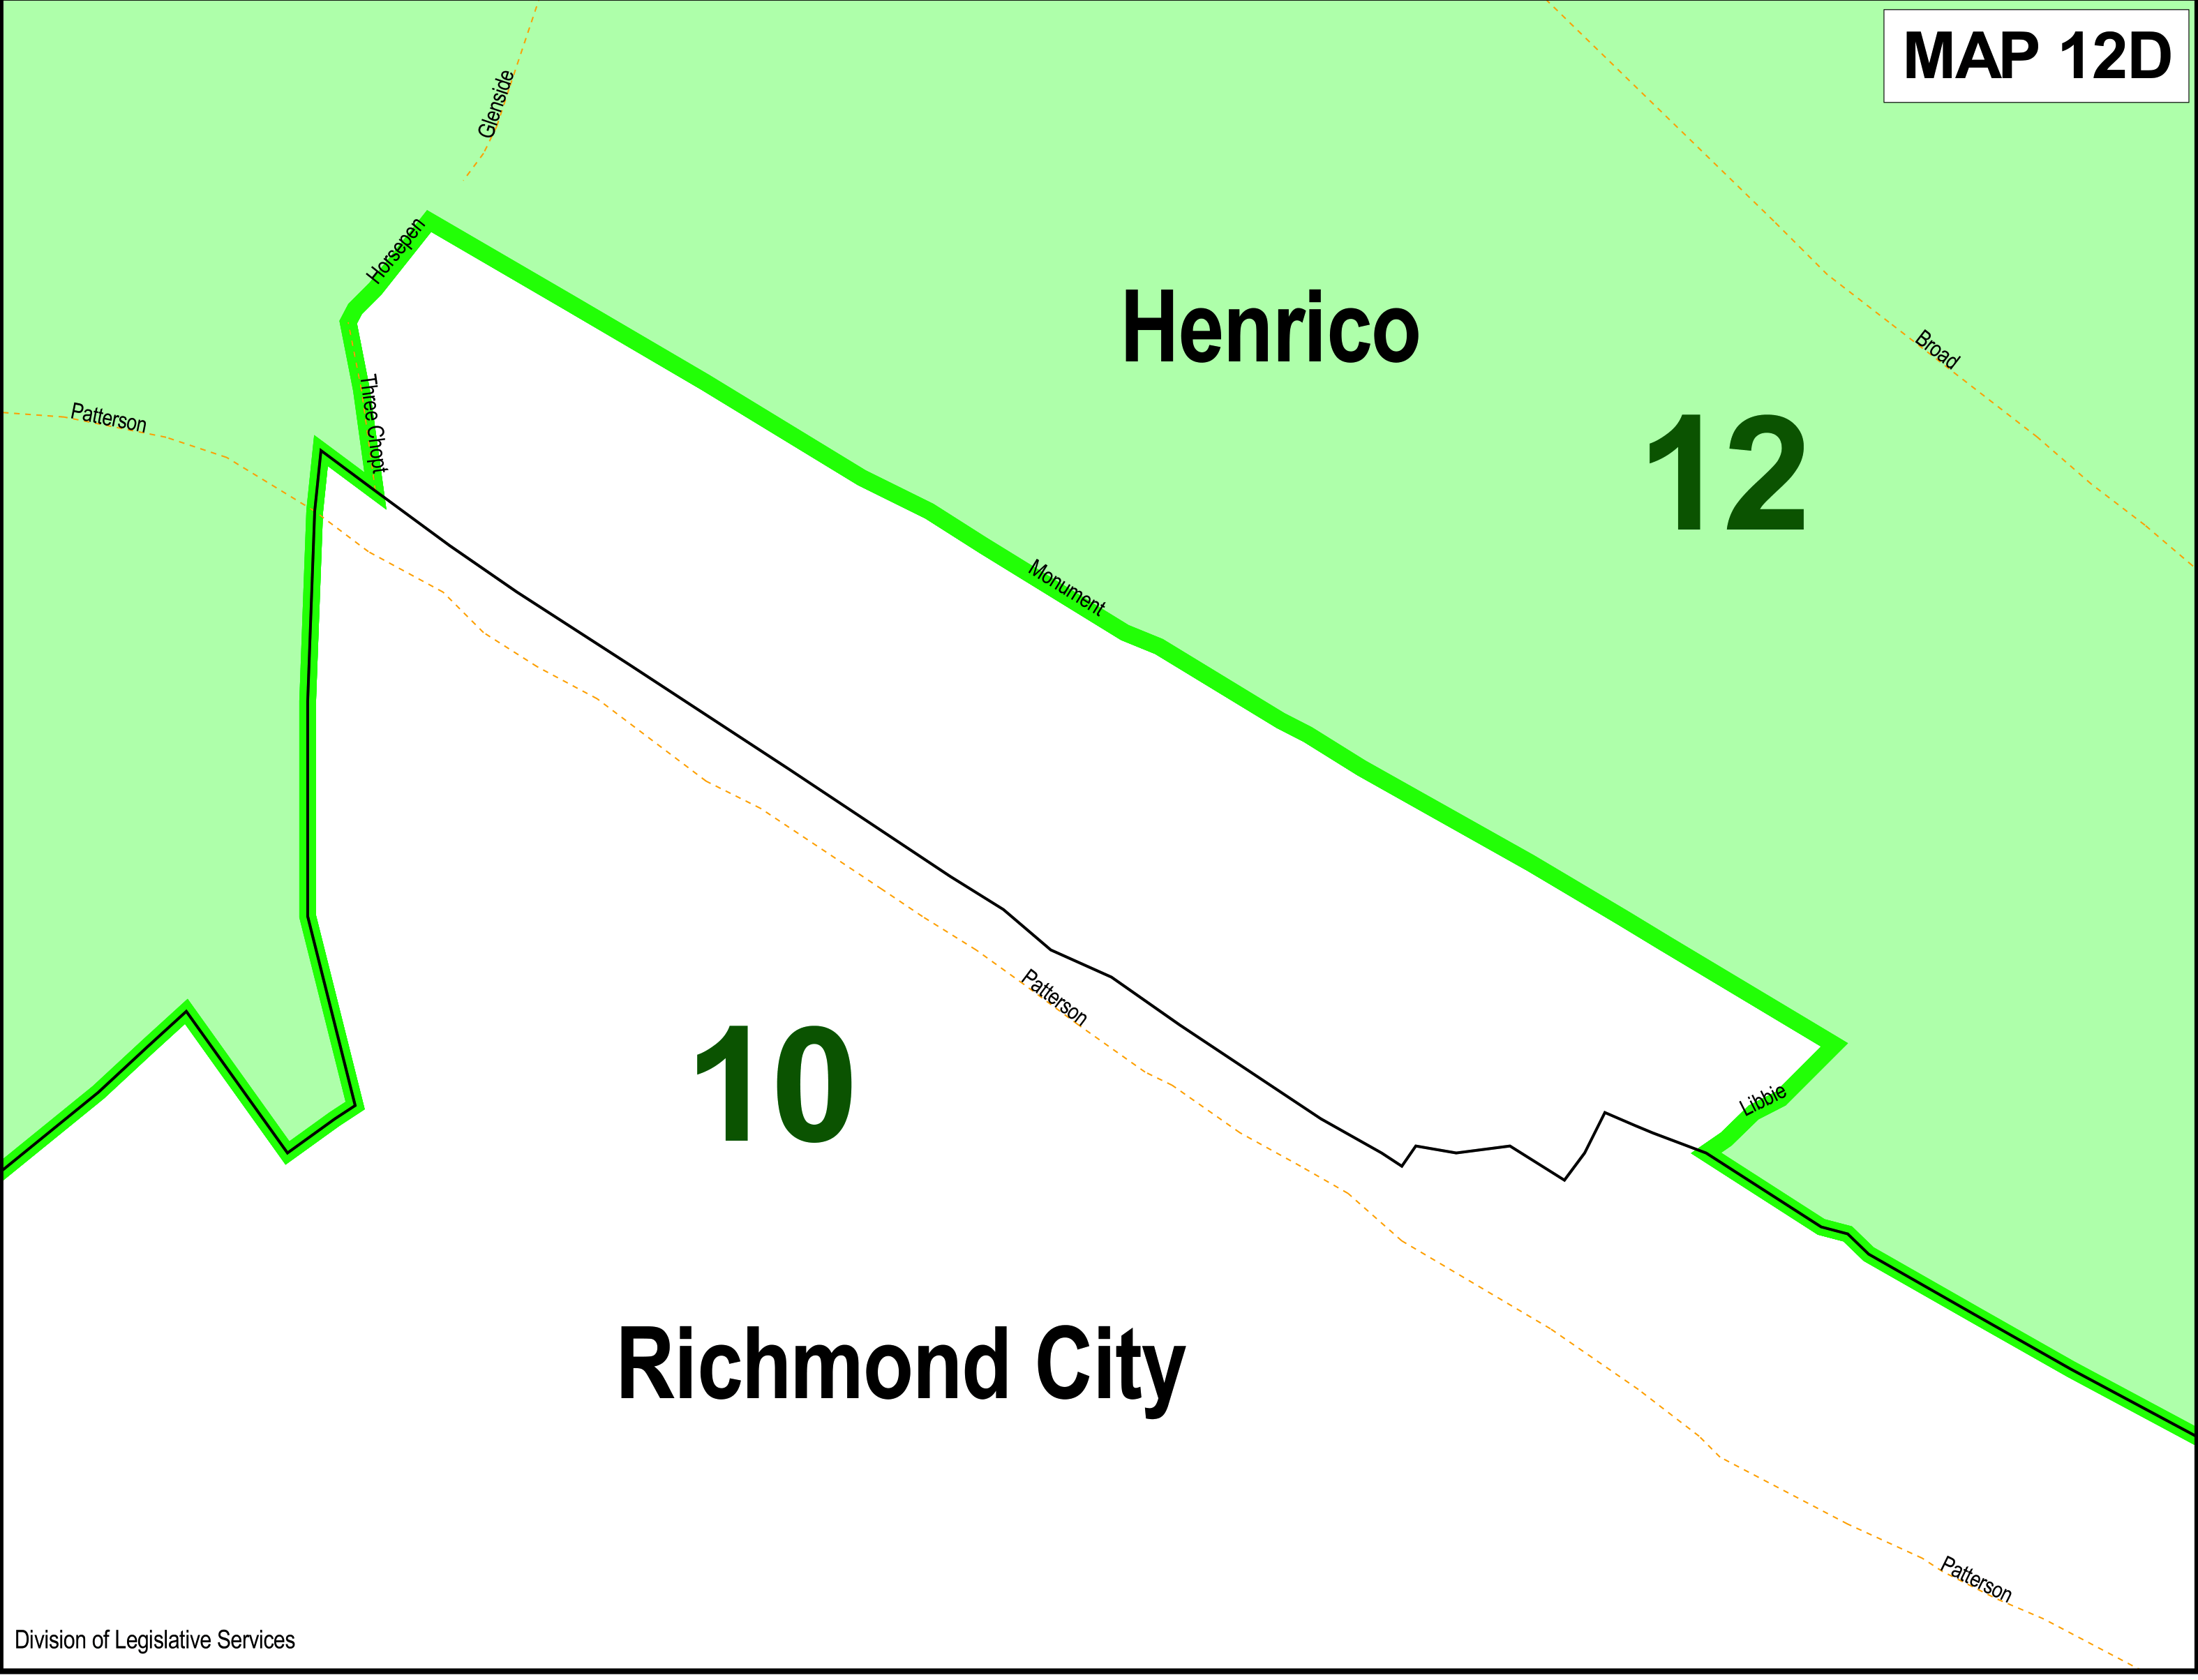 MAP 12D
Glenside
Horsepen
Henrico
Broad
Three Chopt
Patterson
12
Monument
Patterson
10
Libbie
Richmond City
Patterson
Division of Legislative Services